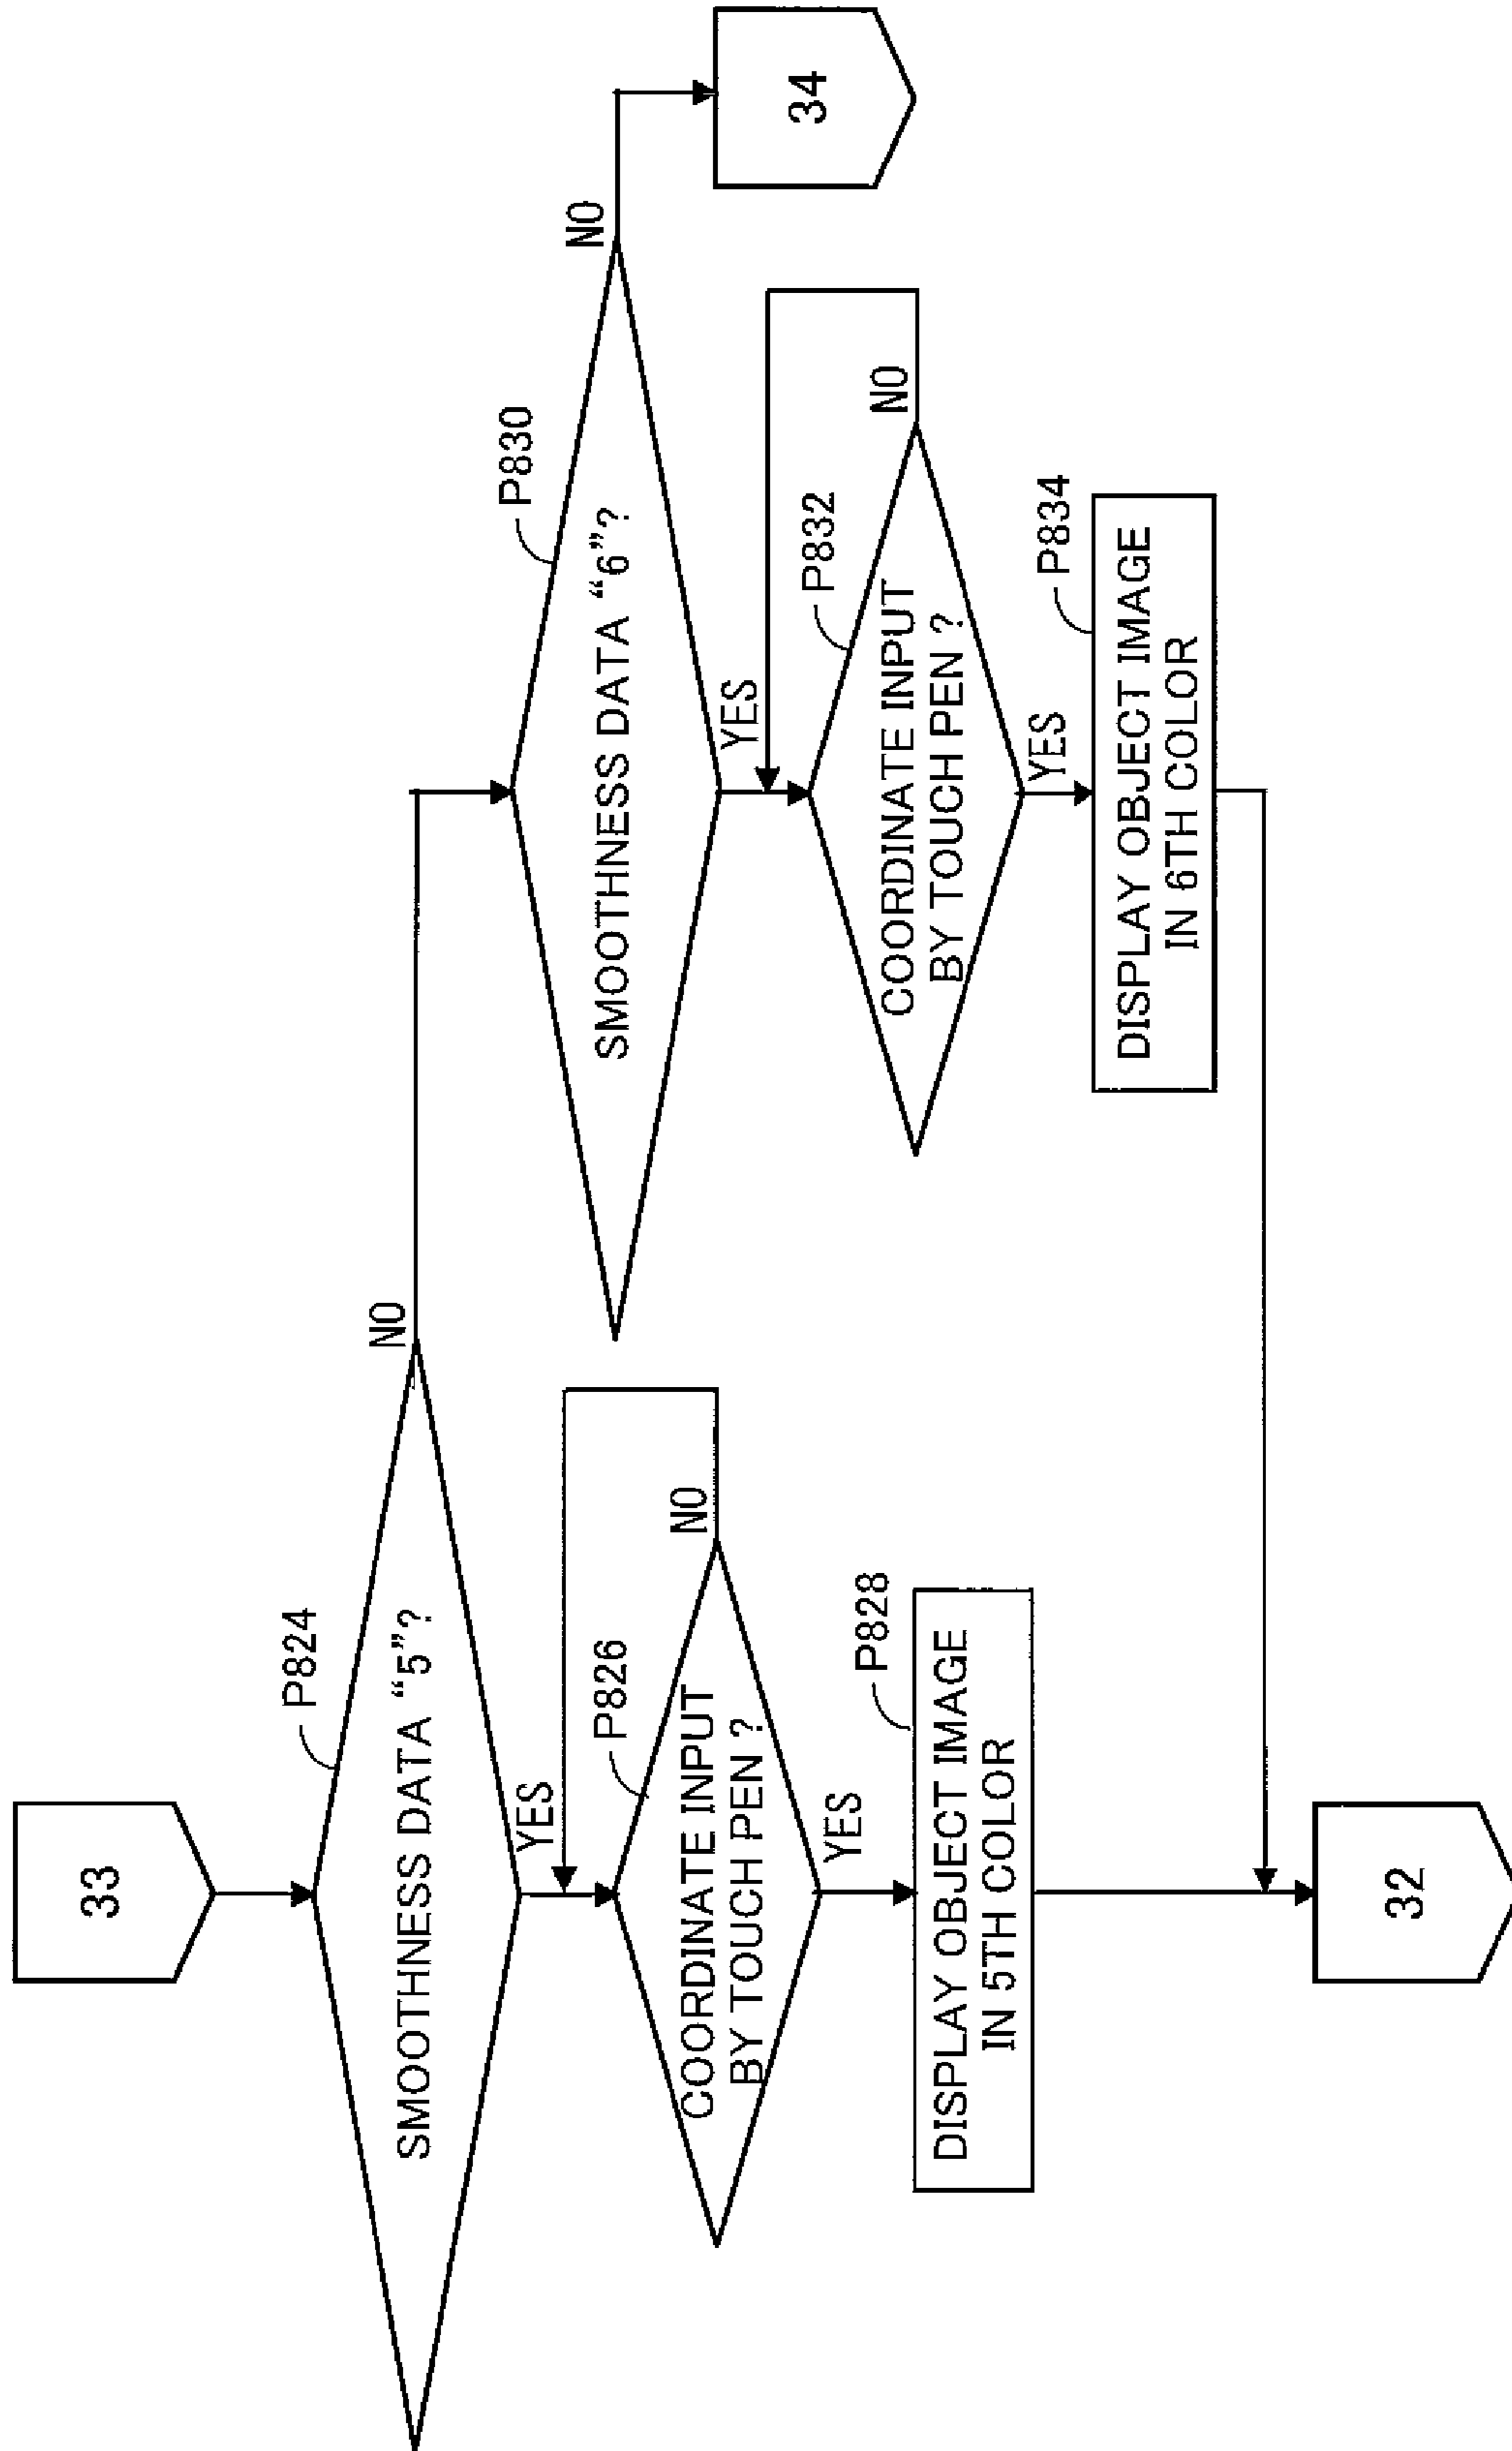 33
P824
SMOOTHNESS DATA “5”?
NO
YES
P826
COORDINATE INPUT
BY TOUCH PEN ?
NO
YES
P828
DISPLAY OBJECT IMAGE
IN 5TH COLOR
32
P830
SMOOTHNESS DATA “6”?
NO
34
YES
P832
COORDINATE INPUT
BY TOUCH PEN ?
NO
YES
P834
DISPLAY OBJECT IMAGE
IN 6TH COLOR